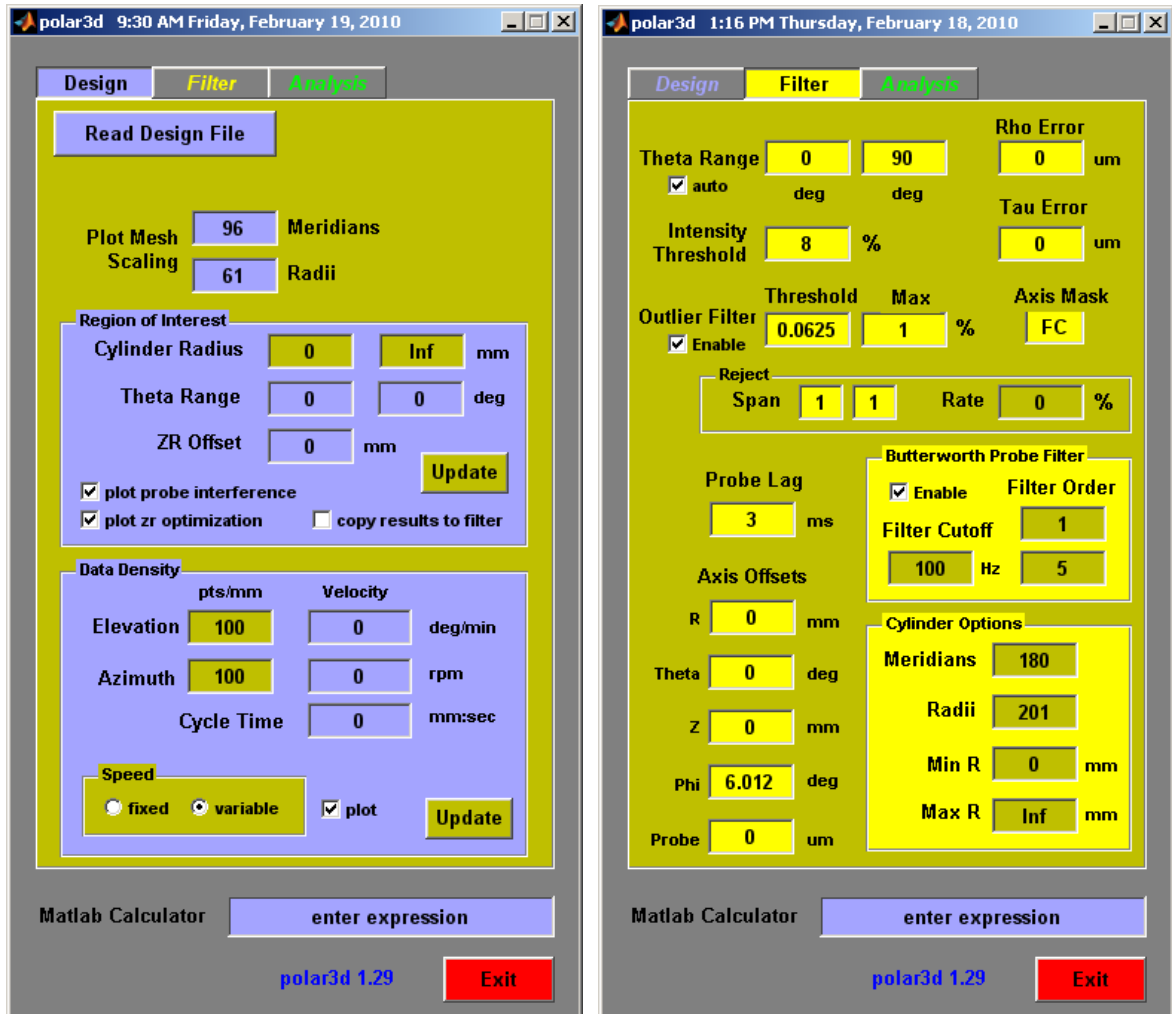 polar3d 9:30 AM Friday, February 19, 2010
Design Filter Analysis
Read Design File
Plot Mesh Scaling
96 Meridians
61 Radii
Region of Interest
Cylinder Radius 0 Inf mm
Theta Range 0 0 deg
ZR Offset 0 mm
Update
plot probe interference
plot zr optimization copy results to filter
Data Density
pts/mm Velocity
Elevation 100 0 deg/min
Azimuth 100 0 rpm
Cycle Time 0 mm:sec
Speed
fixed variable plot Update
Matlab Calculator enter expression
polar3d 1.29 Exit
polar3d 1:16 PM Thursday, February 18, 2010
Design Filter Analysis
Rho Error
Theta Range 0 90 0 um
auto deg deg
Tau Error
Intensity Threshold 8 % 0 um
Threshold Max Axis Mask
Outlier Filter 0.0625 1 % FC
Enable
Reject
Span 1 1 Rate 0 %
Probe Lag
3 ms
Butterworth Probe Filter
Enable Filter Order
Filter Cutoff 1
100 Hz 5
Axis Offsets
R 0 mm
Theta 0 deg
Z 0 mm
Phi 6.012 deg
Probe 0 um
Cylinder Options
Meridians 180
Radii 201
Min R 0 mm
Max R Inf mm
Matlab Calculator enter expression
polar3d 1.29 Exit